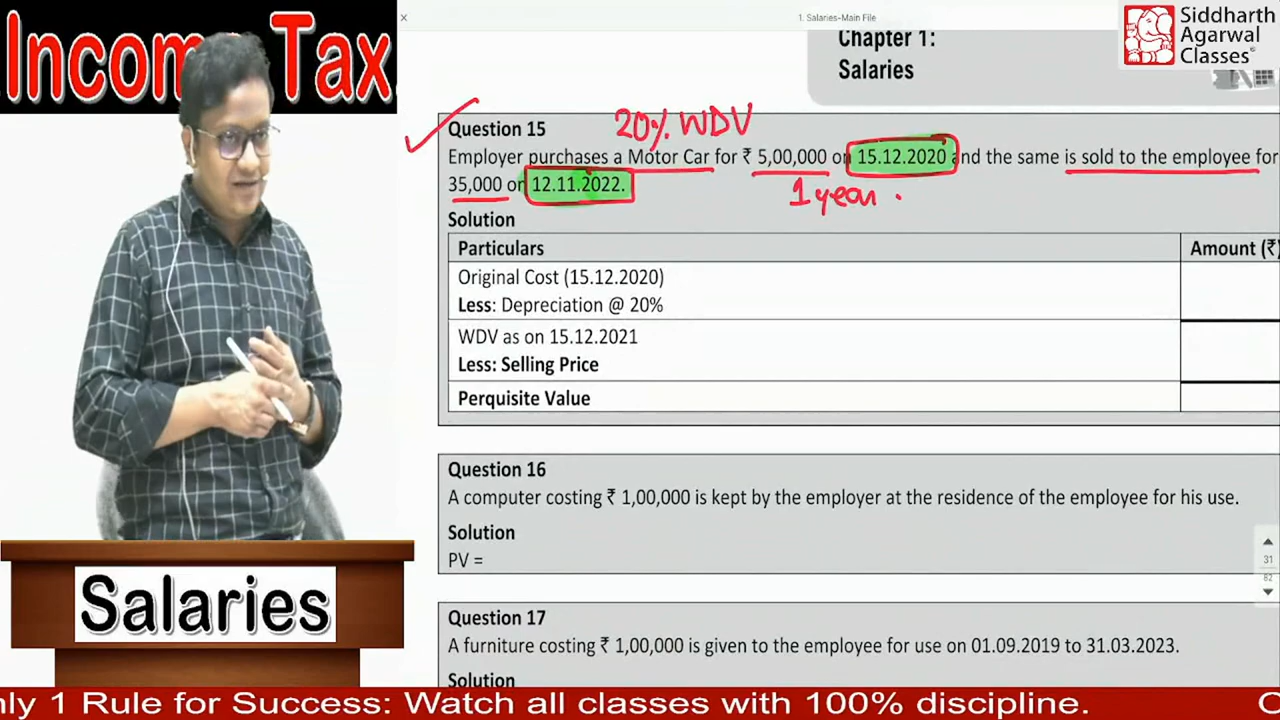 Income Tax
1. Salaries-Main File
Siddharth
Agarwal
Classes®
Chapter 1:
Salaries
Question 15
20% WDV
Employer purchases a Motor Car for ₹ 5,00,000 on 15.12.2020 and the same is sold to the employee for
35,000 on 12.11.2022.
1 year.
Solution
Particulars
Amount (₹)
Original Cost (15.12.2020)
Less: Depreciation @ 20%
WDV as on 15.12.2021
Less: Selling Price
Perquisite Value
Question 16
A computer costing ₹ 1,00,000 is kept by the employer at the residence of the employee for his use.
Solution
PV =
31
62
Question 17
A furniture costing ₹ 1,00,000 is given to the employee for use on 01.09.2019 to 31.03.2023.
Solution
Salaries
nly 1 Rule for Success: Watch all classes with 100% discipline.